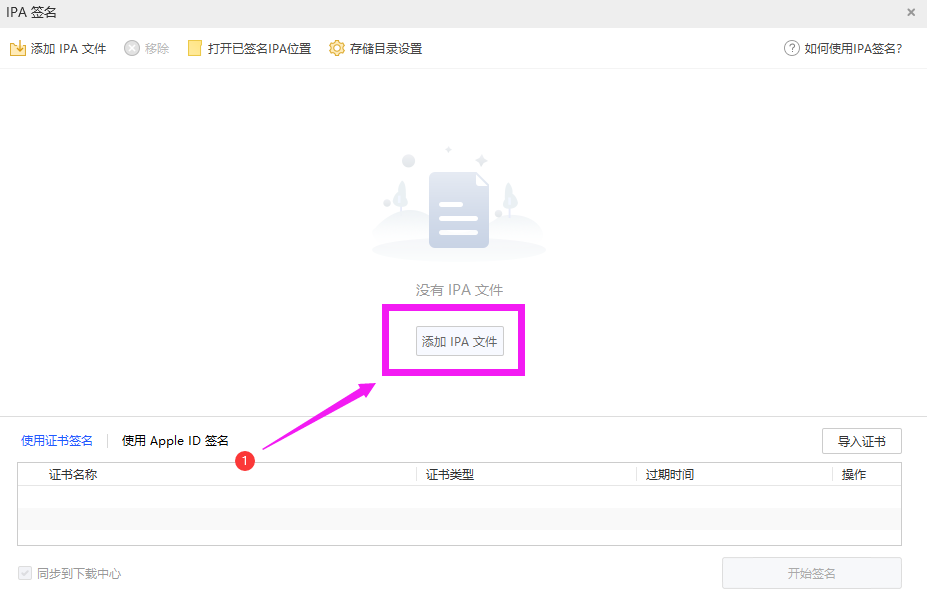 IPA 签名
添加 IPA 文件 移除 打开已签名IPA位置 存储目录设置 如何使用IPA签名?
没有 IPA 文件
添加 IPA 文件
使用证书签名 使用 Apple ID 签名 导入证书
1
证书名称 证书类型 过期时间 操作
同步到下载中心 开始签名